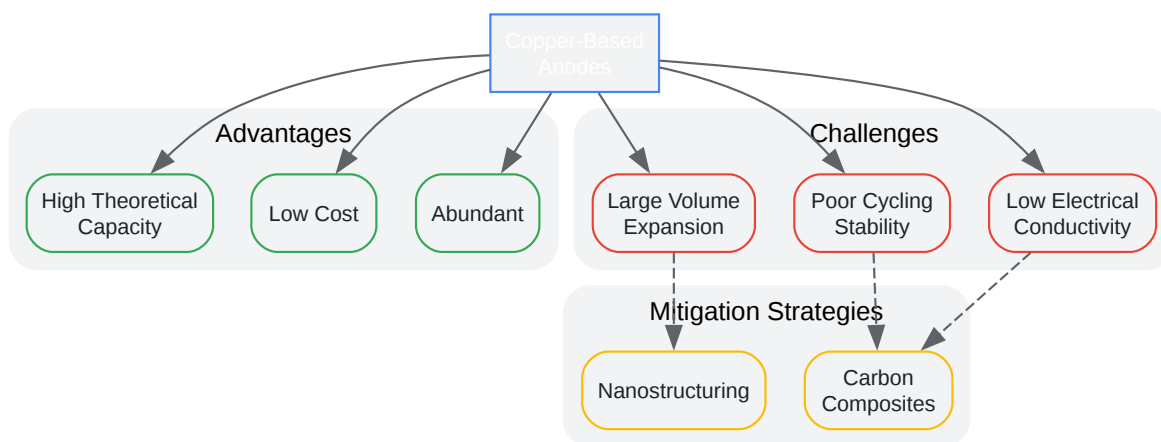 Copper-Based
Anodes
Advantages
Challenges
High Theoretical
Capacity
Low Cost
Abundant
Large Volume
Expansion
Poor Cycling
Stability
Low Electrical
Conductivity
Mitigation Strategies
Nanostructuring
Carbon
Composites